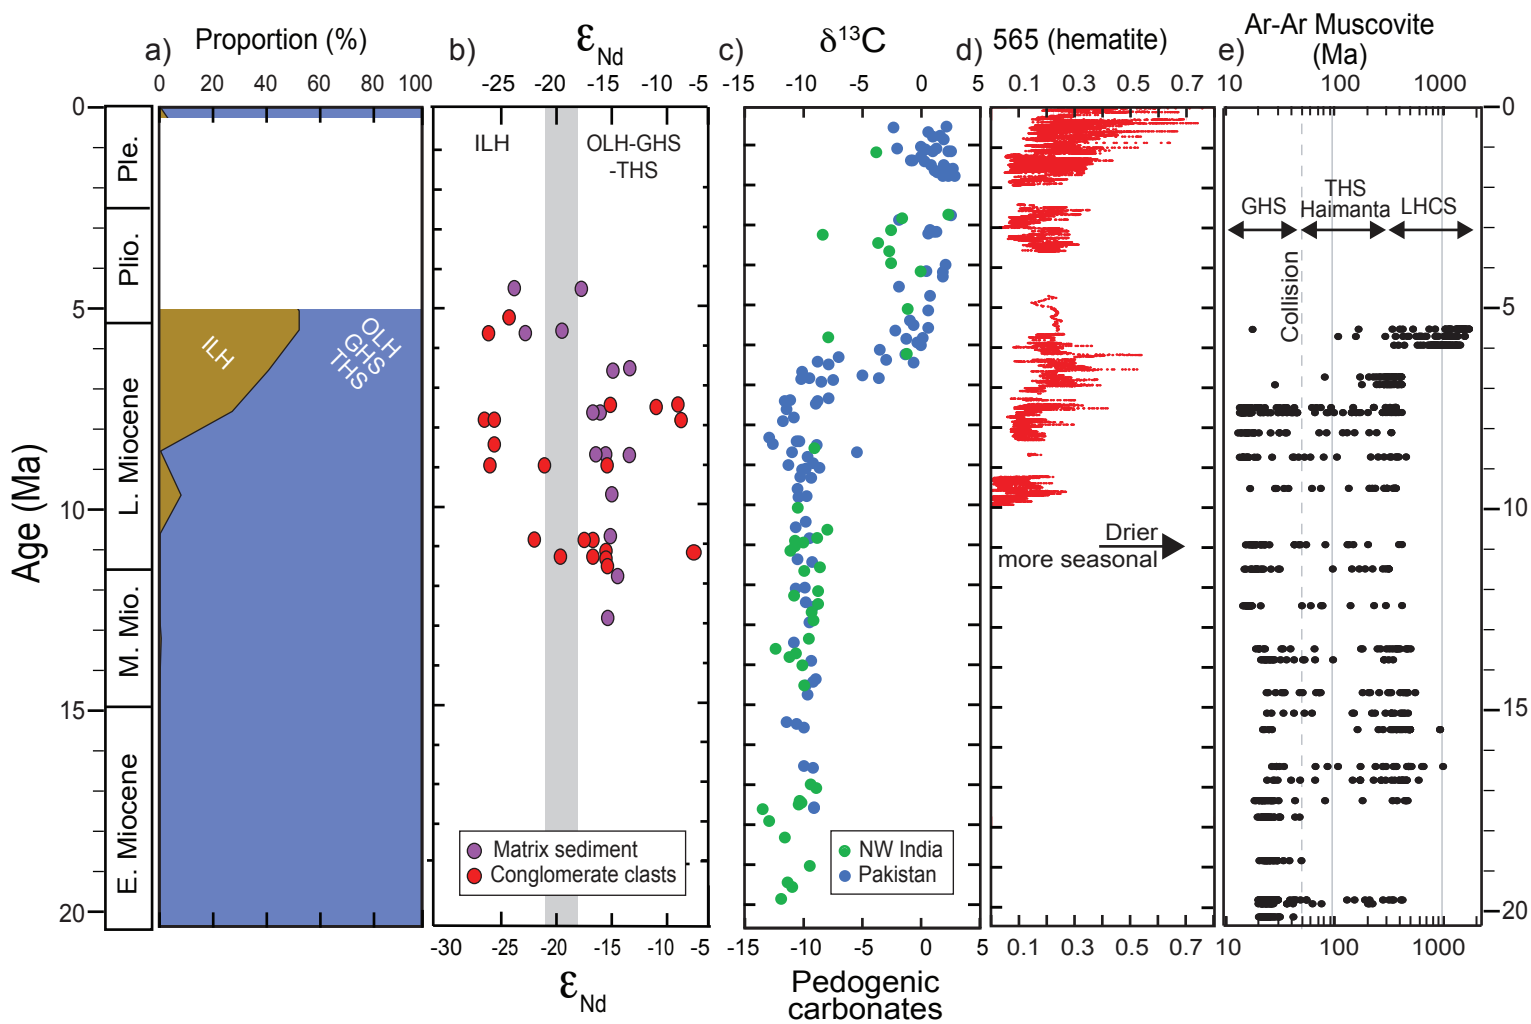 a) Proportion (%)
0 20 40 60 80 100
b) εNd
-25 -20 -15 -10 -5
c) δ¹³C
-15 -10 -5 0 5
d) 565 (hematite)
0.1 0.3 0.5 0.7
e) Ar-Ar Muscovite
(Ma)
10 100 1000
Age (Ma)
0
5
10
15
20
Ple.
Plio.
L. Miocene
M. Mio.
E. Miocene
ILH
OLH
GHS
THS
ILH
OLH-GHS
-THS
Matrix sediment
Conglomerate clasts
-30 -25 -20 -15 -10 -5
εNd
NW India
Pakistan
-15 -10 -5 0 5
Pedogenic
carbonates
Drier
more seasonal
0.1 0.3 0.5 0.7
GHS
THS
Haimanta
LHCS
Collision
10 100 1000
0
5
10
15
20